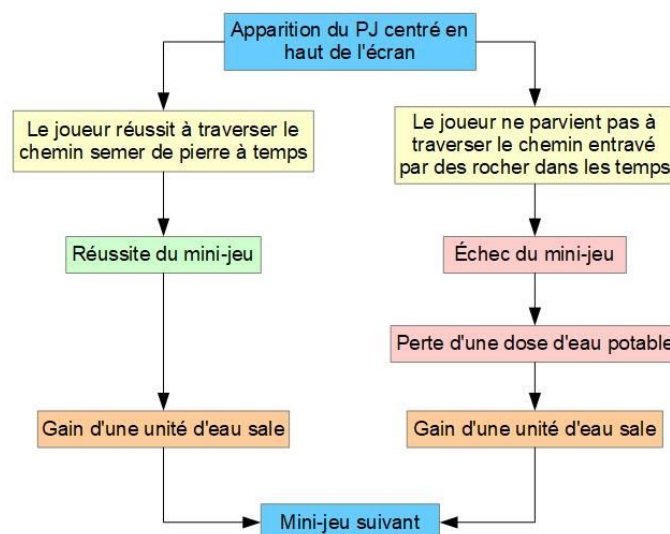 Apparition du PJ centré en
haut de l'écran
Le joueur réussit à traverser le
chemin semer de pierre à temps
Le joueur ne parvient pas à
traverser le chemin entravé
par des rocher dans les temps
Réussite du mini-jeu
Échec du mini-jeu
Perte d'une dose d'eau potable
Gain d'une unité d'eau sale
Gain d'une unité d'eau sale
Mini-jeu suivant